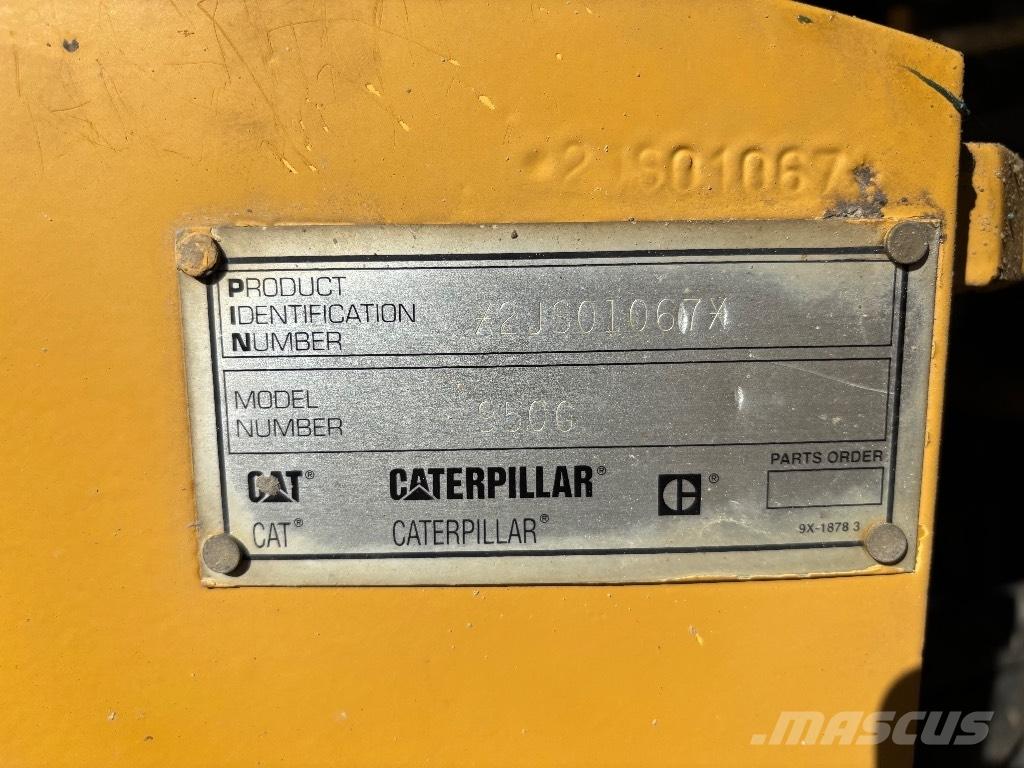 *2JS01067*
PRODUCT
IDENTIFICATION
NUMBER
*2JS01067*
MODEL
NUMBER
950G
PARTS ORDER
CAT® CATERPILLAR® C®
CAT® CATERPILLAR®
9X-1878 3
MASCUS